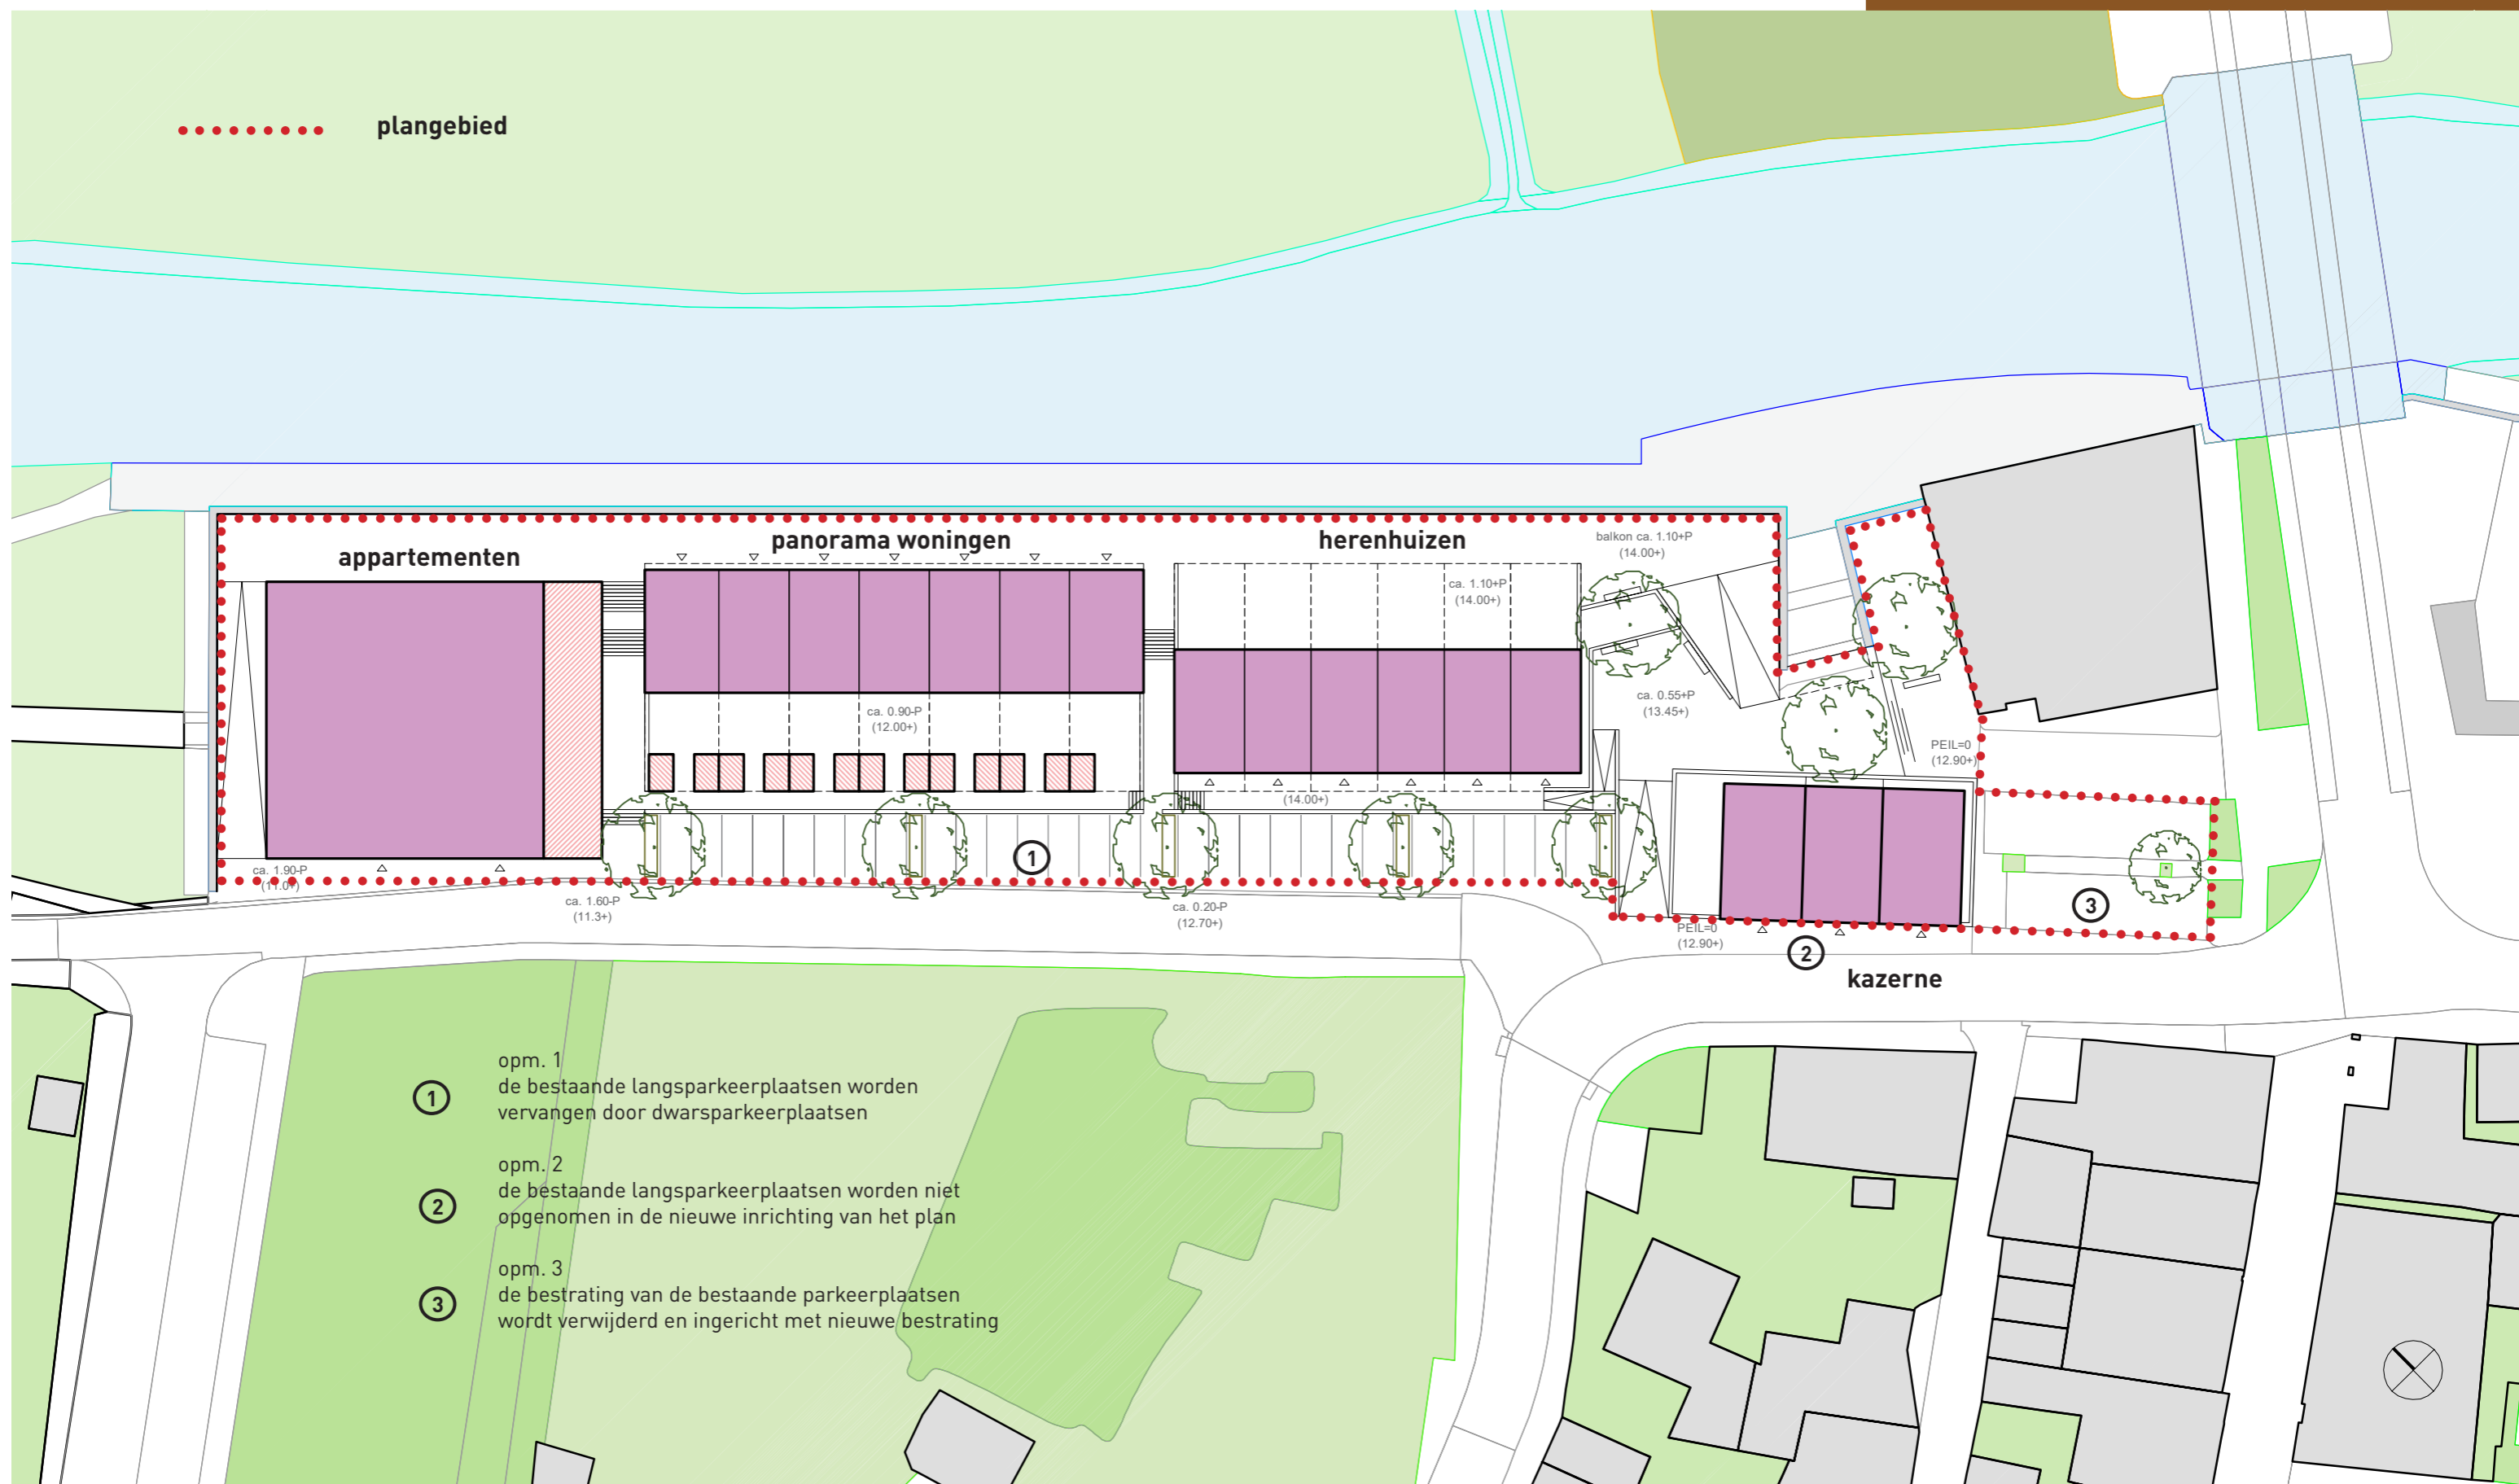 plangebied
appartementen
panorama woningen
herenhuizen
balkon ca. 1.10+P
(14.00+)
ca. 1.10+P
(14.00+)
ca. 0.55+P
(13.45+)
ca. 0.90-P
(12.00+)
PEIL=0
(12.90+)
(14.00+)
1
ca. 1.90-P
(11.0+)
ca. 1.60-P
(11.3+)
ca. 0.20-P
(12.70+)
PEIL=0
(12.90+)
2
3
kazerne
opm. 1
1 de bestaande langsparkeerplaatsen worden
vervangen door dwarsparkeerplaatsen
opm. 2
2 de bestaande langsparkeerplaatsen worden niet
opgenomen in de nieuwe inrichting van het plan
opm. 3
3 de bestrating van de bestaande parkeerplaatsen
wordt verwijderd en ingericht met nieuwe bestrating